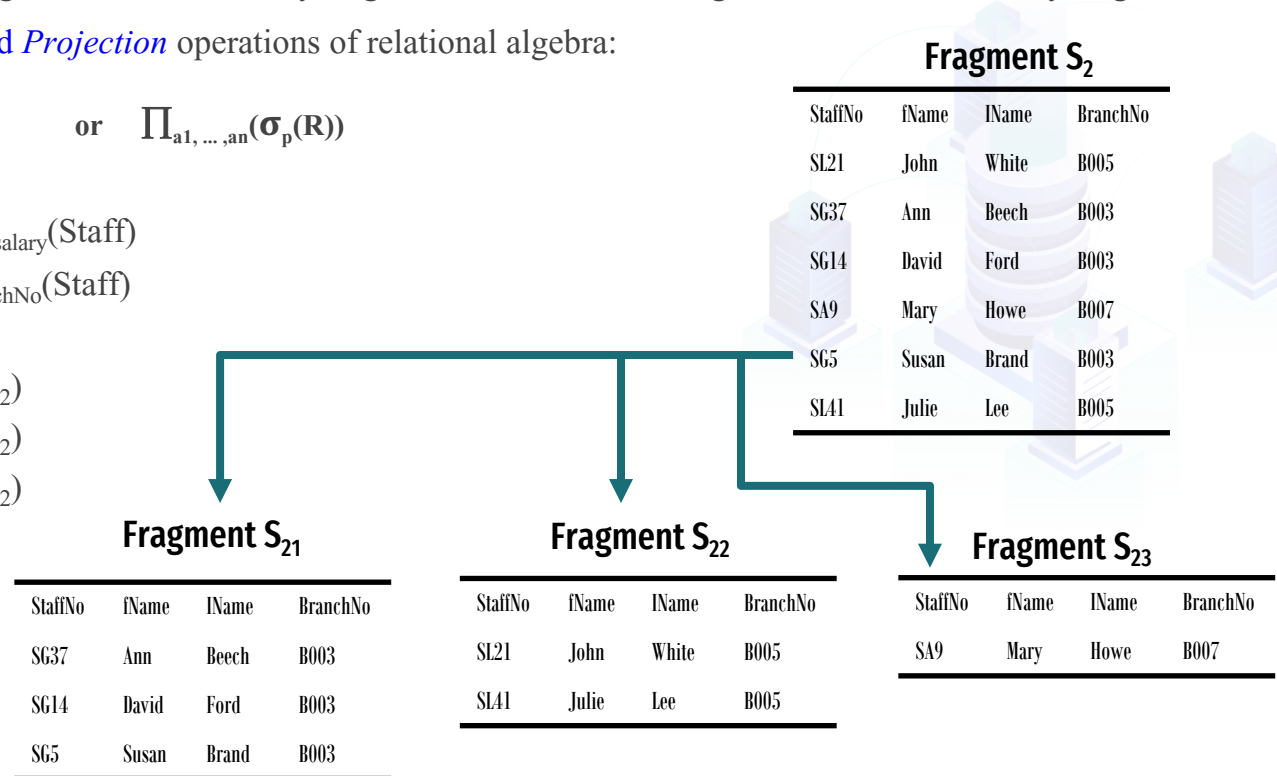 d Projection operations of relational algebra:
or ∏a1, ... ,an(σp(R))
salary(Staff)
chNo(Staff)
2)
2)
2)
Fragment S2
StaffNo fName lName BranchNo
SL21 John White B005
SG37 Ann Beech B003
SG14 David Ford B003
SA9 Mary Howe B007
SG5 Susan Brand B003
SL41 Julie Lee B005
Fragment S21
StaffNo fName lName BranchNo
SG37 Ann Beech B003
SG14 David Ford B003
SG5 Susan Brand B003
Fragment S22
StaffNo fName lName BranchNo
SL21 John White B005
SL41 Julie Lee B005
Fragment S23
StaffNo fName lName BranchNo
SA9 Mary Howe B007